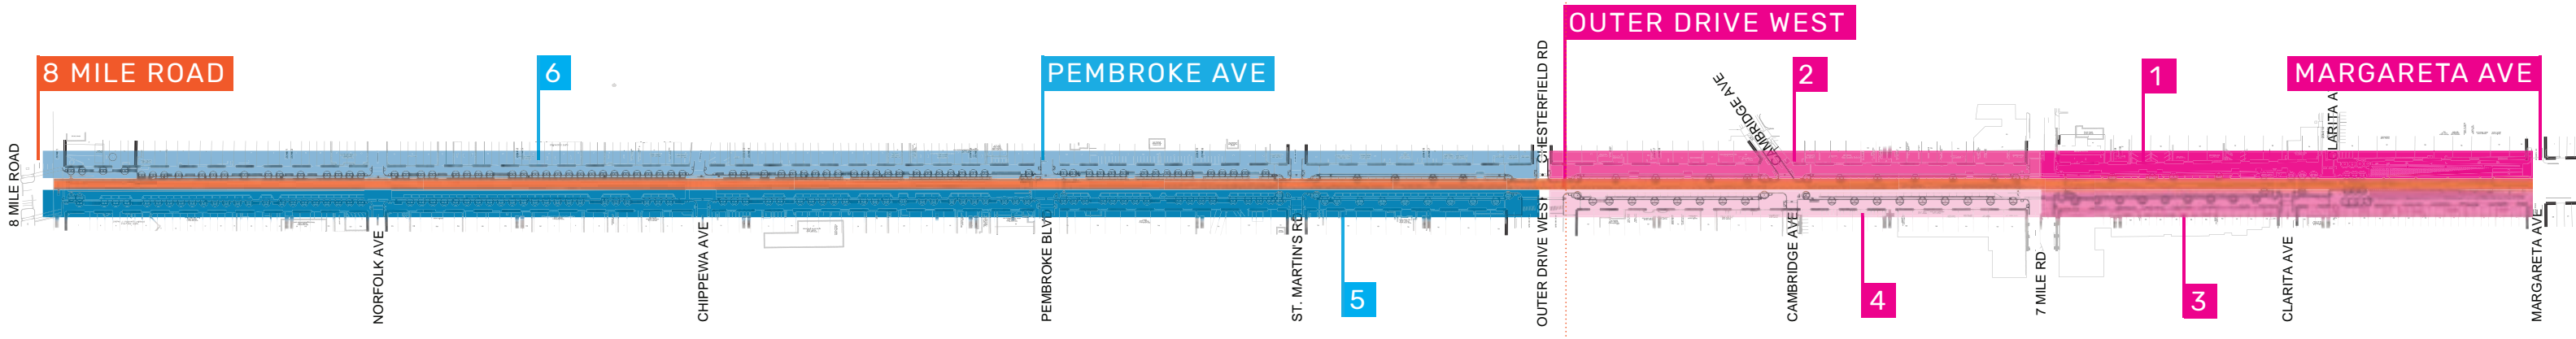 OUTER DRIVE WEST
8 MILE ROAD
6
PEMBROKE AVE
2
1
MARGARETA AVE
CHESTERFIELD RD
CAMBRIDGE AVE
CLARITA A
8 MILE ROAD
NORFOLK AVE
CHIPPEWA AVE
PEMBROKE BLVD
ST. MARTIN'S RD
5
OUTER DRIVE WEST
CAMBRIDGE AVE
4
7 MILE RD
3
CLARITA AVE
MARGARETA AVE